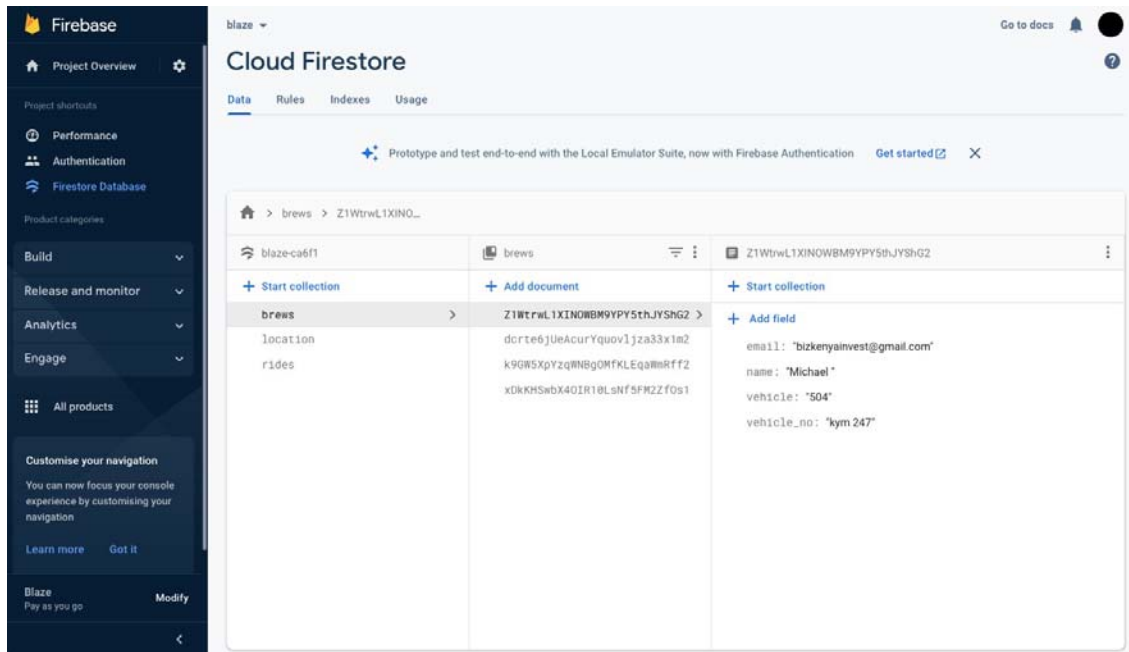 Firebase
Project Overview
Project shortcuts
Performance
Authentication
Firestore Database
Product categories
Build
Release and monitor
Analytics
Engage
All products
Customise your navigation
You can now focus your console
experience by customising your
navigation
Learn more Got it
Blaze
Pay as you go
Modify
blaze
Go to docs
Cloud Firestore
Data Rules Indexes Usage
Prototype and test end-to-end with the Local Emulator Suite, now with Firebase Authentication Get started
> brews > Z1WtrwL1XINO...
blaze-ca6f1
+ Start collection
brews
location
rides
brews
+ Add document
Z1WtrwL1XINOWBM9YPY5thJYShG2
dcrte6jUeAcurYquovljza33x1m2
k9GW5XpYzqWNBgOMfKLEqaWmRff2
xDkKHSwbX4OIR10LsNf5FM2ZfOs1
Z1WtrwL1XINOWBM9YPY5thJYShG2
+ Start collection
+ Add field
email: "bizkenyainvest@gmail.com"
name: "Michael "
vehicle: "504"
vehicle_no: "kym 247"